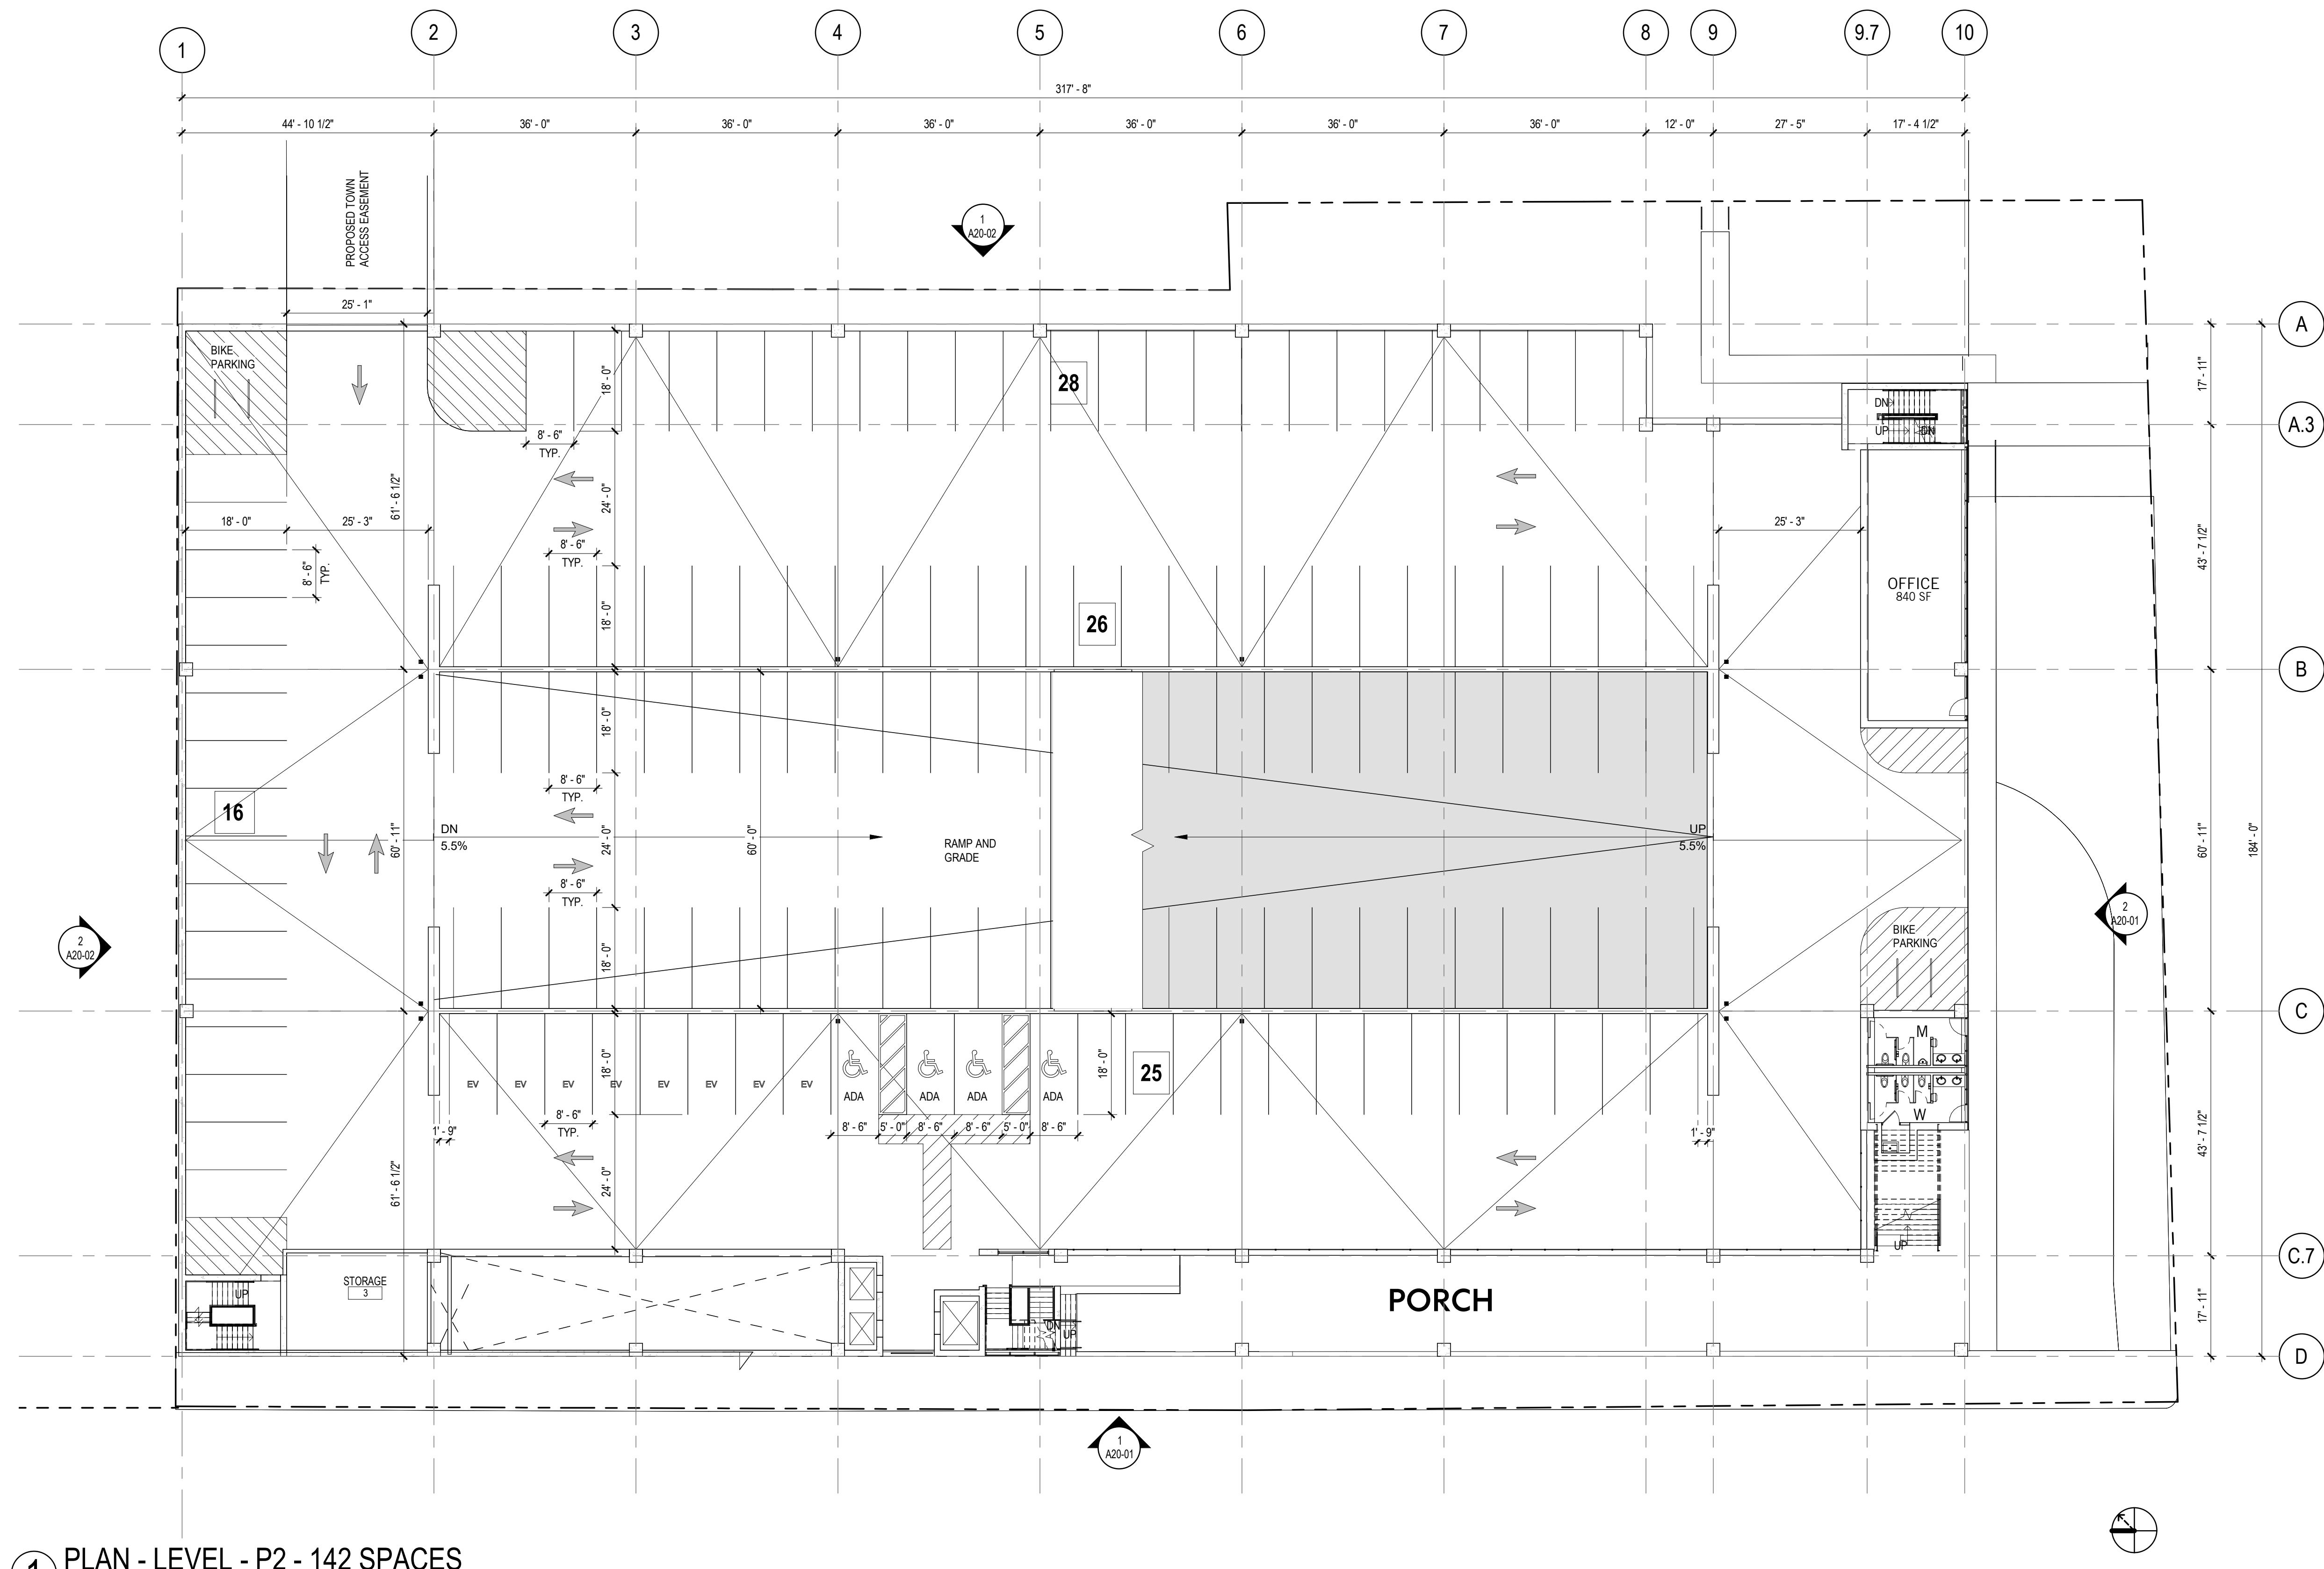 1
2
3
4
5
6
7
8
9
9.7
10
317' - 8"
44' - 10 1/2"
36' - 0"
36' - 0"
36' - 0"
36' - 0"
36' - 0"
36' - 0"
12' - 0"
27' - 5"
17' - 4 1/2"
PROPOSED TOWN
ACCESS EASEMENT
1
A20-02
25' - 1"
A
BIKE
PARKING
18' - 0"
28
17' - 11"
DN
UP
DN
A.3
8' - 6"
TYP.
61' - 6 1/2"
24' - 0"
18' - 0"
25' - 3"
25' - 3"
8' - 6"
TYP.
8' - 6"
TYP.
43' - 7 1/2"
OFFICE
840 SF
18' - 0"
26
B
18' - 0"
8' - 6"
TYP.
16
DN
5.5%
60' - 11"
24' - 0"
60' - 0"
RAMP AND
GRADE
UP
5.5%
60' - 11"
184' - 0"
8' - 6"
TYP.
2
A20-02
18' - 0"
BIKE
PARKING
2
A20-01
C
EV
EV
EV
EV
EV
EV
EV
EV
18' - 0"
ADA
ADA
ADA
ADA
18' - 0"
25
M
W
8' - 6"
TYP.
1' - 9"
8' - 6"
5' - 0"
8' - 6"
8' - 6"
5' - 0"
8' - 6"
1' - 9"
43' - 7 1/2"
61' - 6 1/2"
24' - 0"
UP
C.7
STORAGE
3
UP
DN
UP
PORCH
17' - 11"
D
1
A20-01
1
PLAN - LEVEL - P2 - 142 SPACES